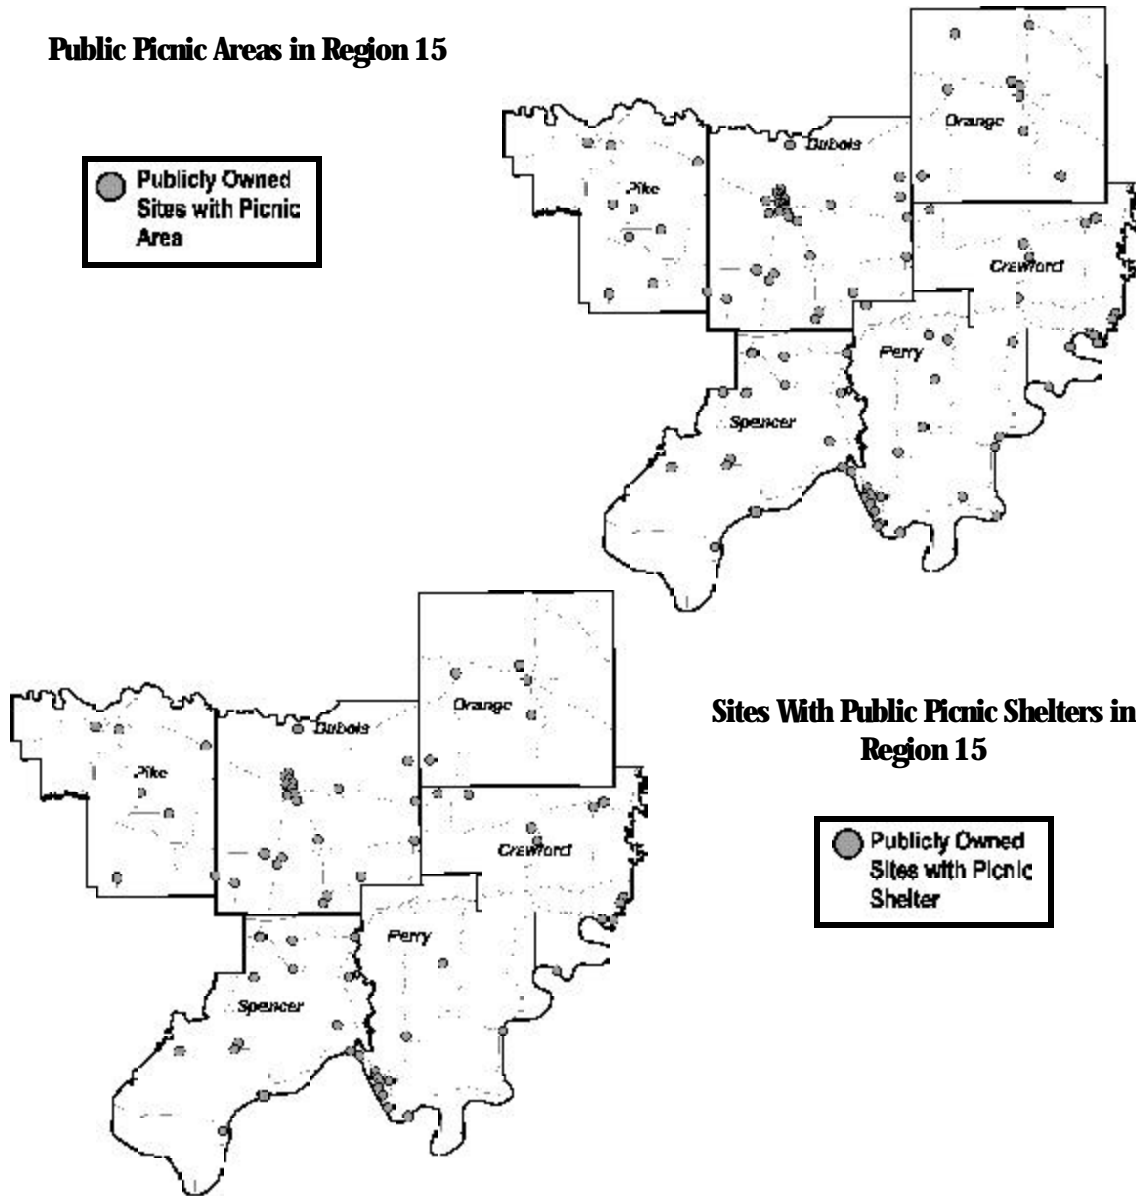 Public Picnic Areas in Region 15
Publicly Owned
Sites with Picnic
Area
Orange
Dubois
Pike
Crawford
Perry
Spencer
Orange
Dubois
Pike
Crawford
Perry
Spencer
Sites With Public Picnic Shelters in
Region 15
Publicly Owned
Sites with Picnic
Shelter